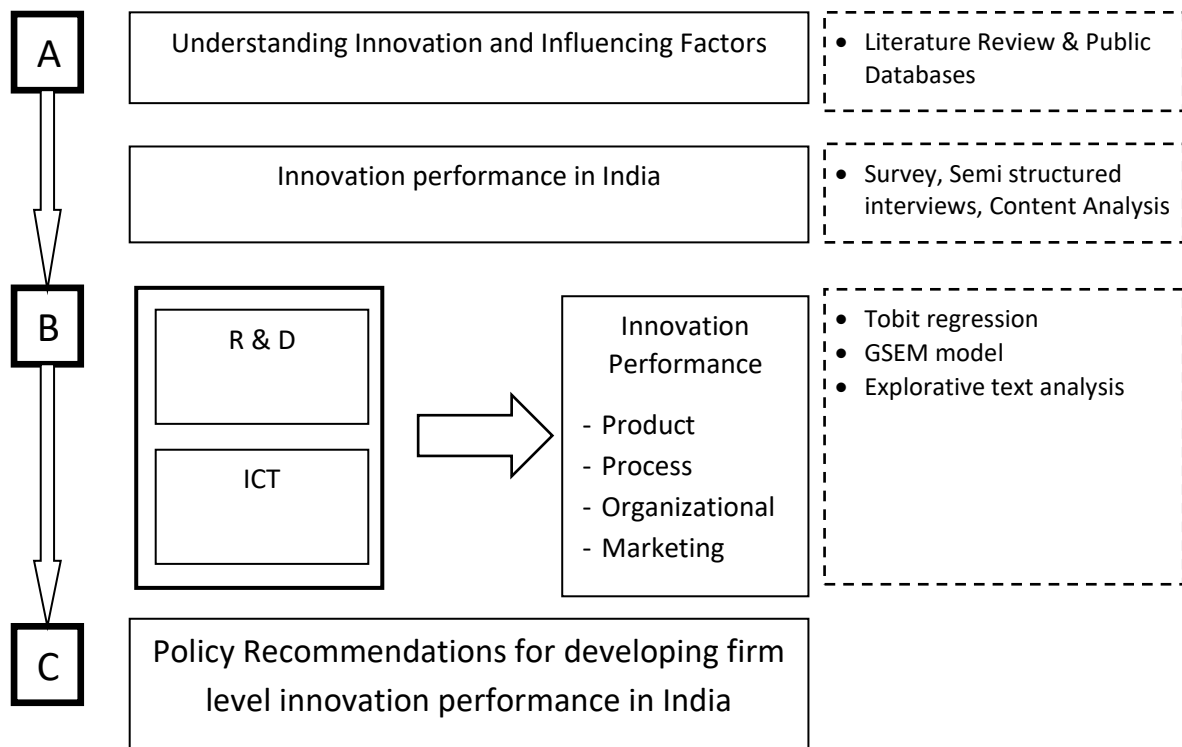 A
Understanding Innovation and Influencing Factors
• Literature Review & Public
Databases
Innovation performance in India
• Survey, Semi structured
interviews, Content Analysis
B
R & D
ICT
Innovation
Performance
- Product
- Process
- Organizational
- Marketing
• Tobit regression
• GSEM model
• Explorative text analysis
C
Policy Recommendations for developing firm
level innovation performance in India